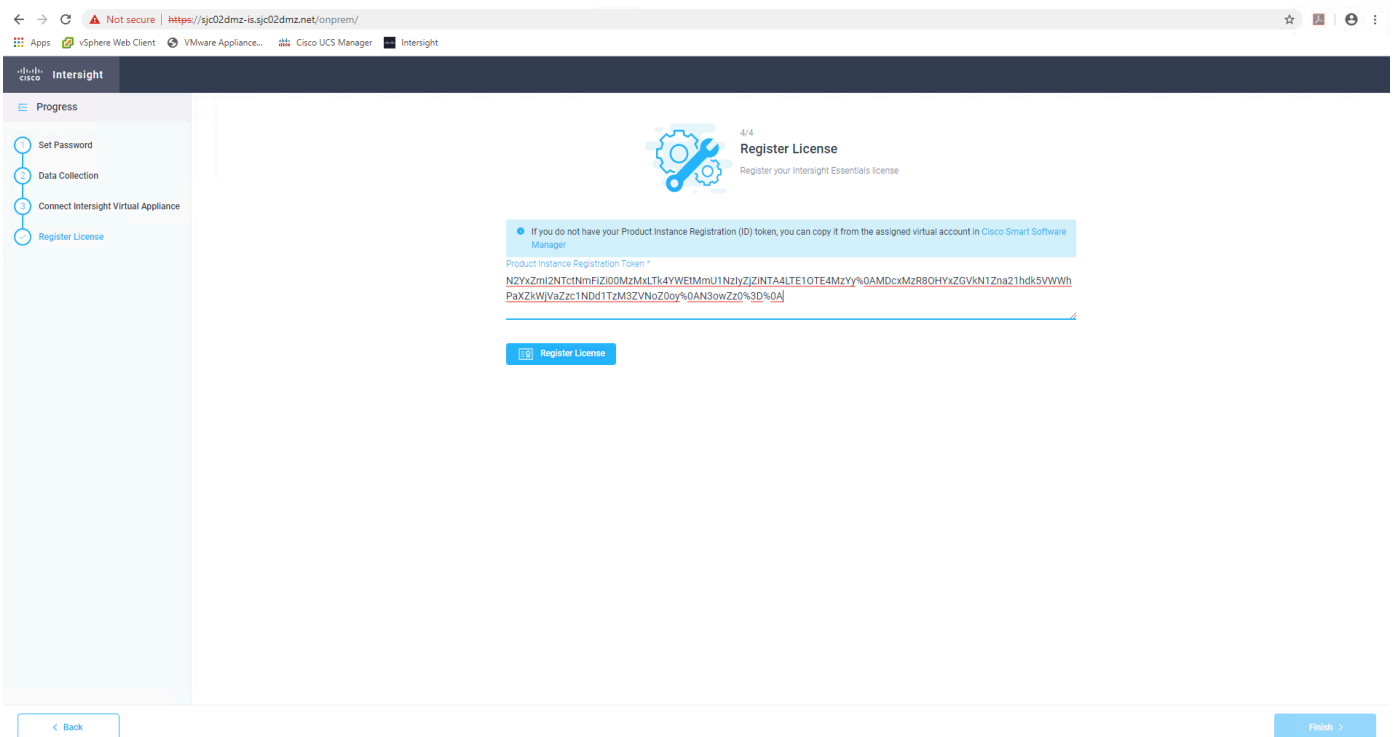 Not secure | https://sjc02dmz-is.sjc02dmz.net/onprem/
Apps vSphere Web Client VMware Appliance... Cisco UCS Manager Intersight
cisco Intersight
Progress
1 Set Password
2 Data Collection
3 Connect Intersight Virtual Appliance
Register License
4/4
Register License
Register your Intersight Essentials license
If you do not have your Product Instance Registration (ID) token, you can copy it from the assigned virtual account in Cisco Smart Software
Manager
Product Instance Registration Token *
N2YxZmI2NTctNmFiZi00MzMxLTk4YWEtMmU1NzIyZjZiNTA4LTE1OTE4MzYy%0AMDcxMzR8OHYxZGVkN1Zna21hdk5VWWh
PaXZkWjVaZzc1NDd1TzM3ZVNoZ0oy%0AN3owZz0%3D%0A
Register License
< Back
Finish >